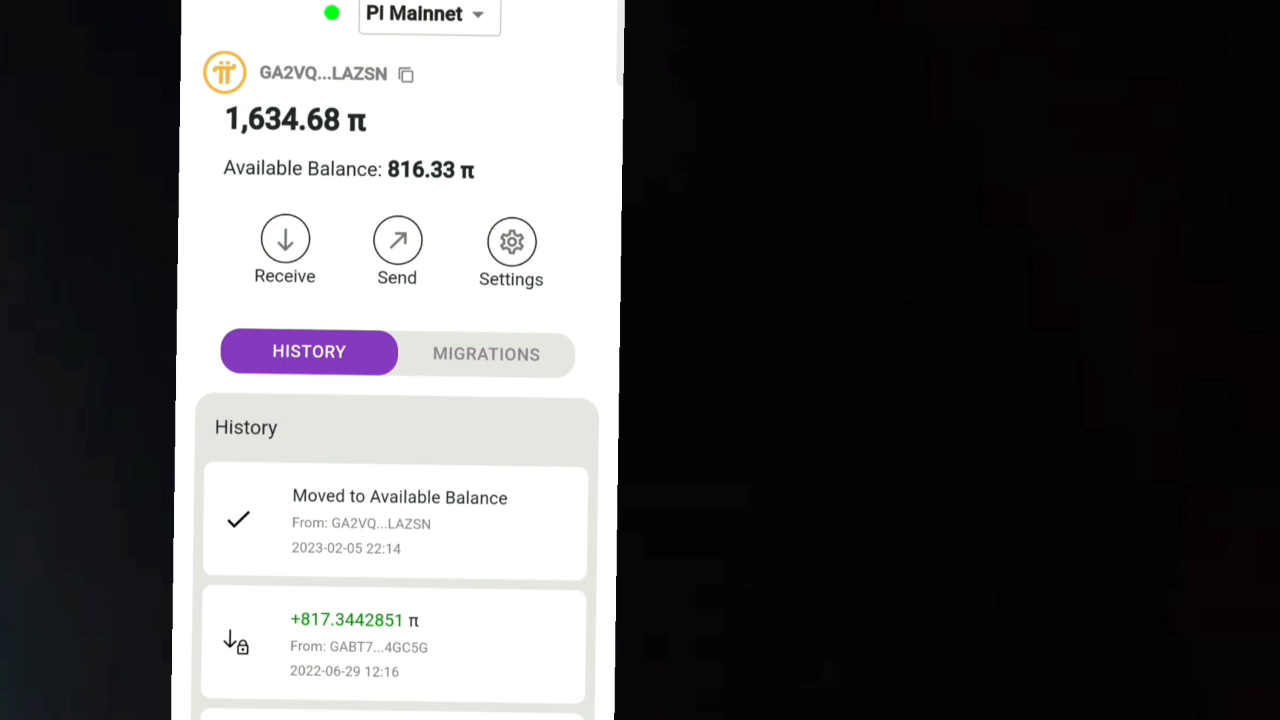 PI Mainnet
GA2VQ...LAZSN
1,634.68 π
Available Balance: 816.33 π
Receive Send Settings
HISTORY MIGRATIONS
History
Moved to Available Balance
From: GA2VQ...LAZSN
2023-02-05 22:14
+817.3442851 π
From: GABT7...4GC5G
2022-06-29 12:16